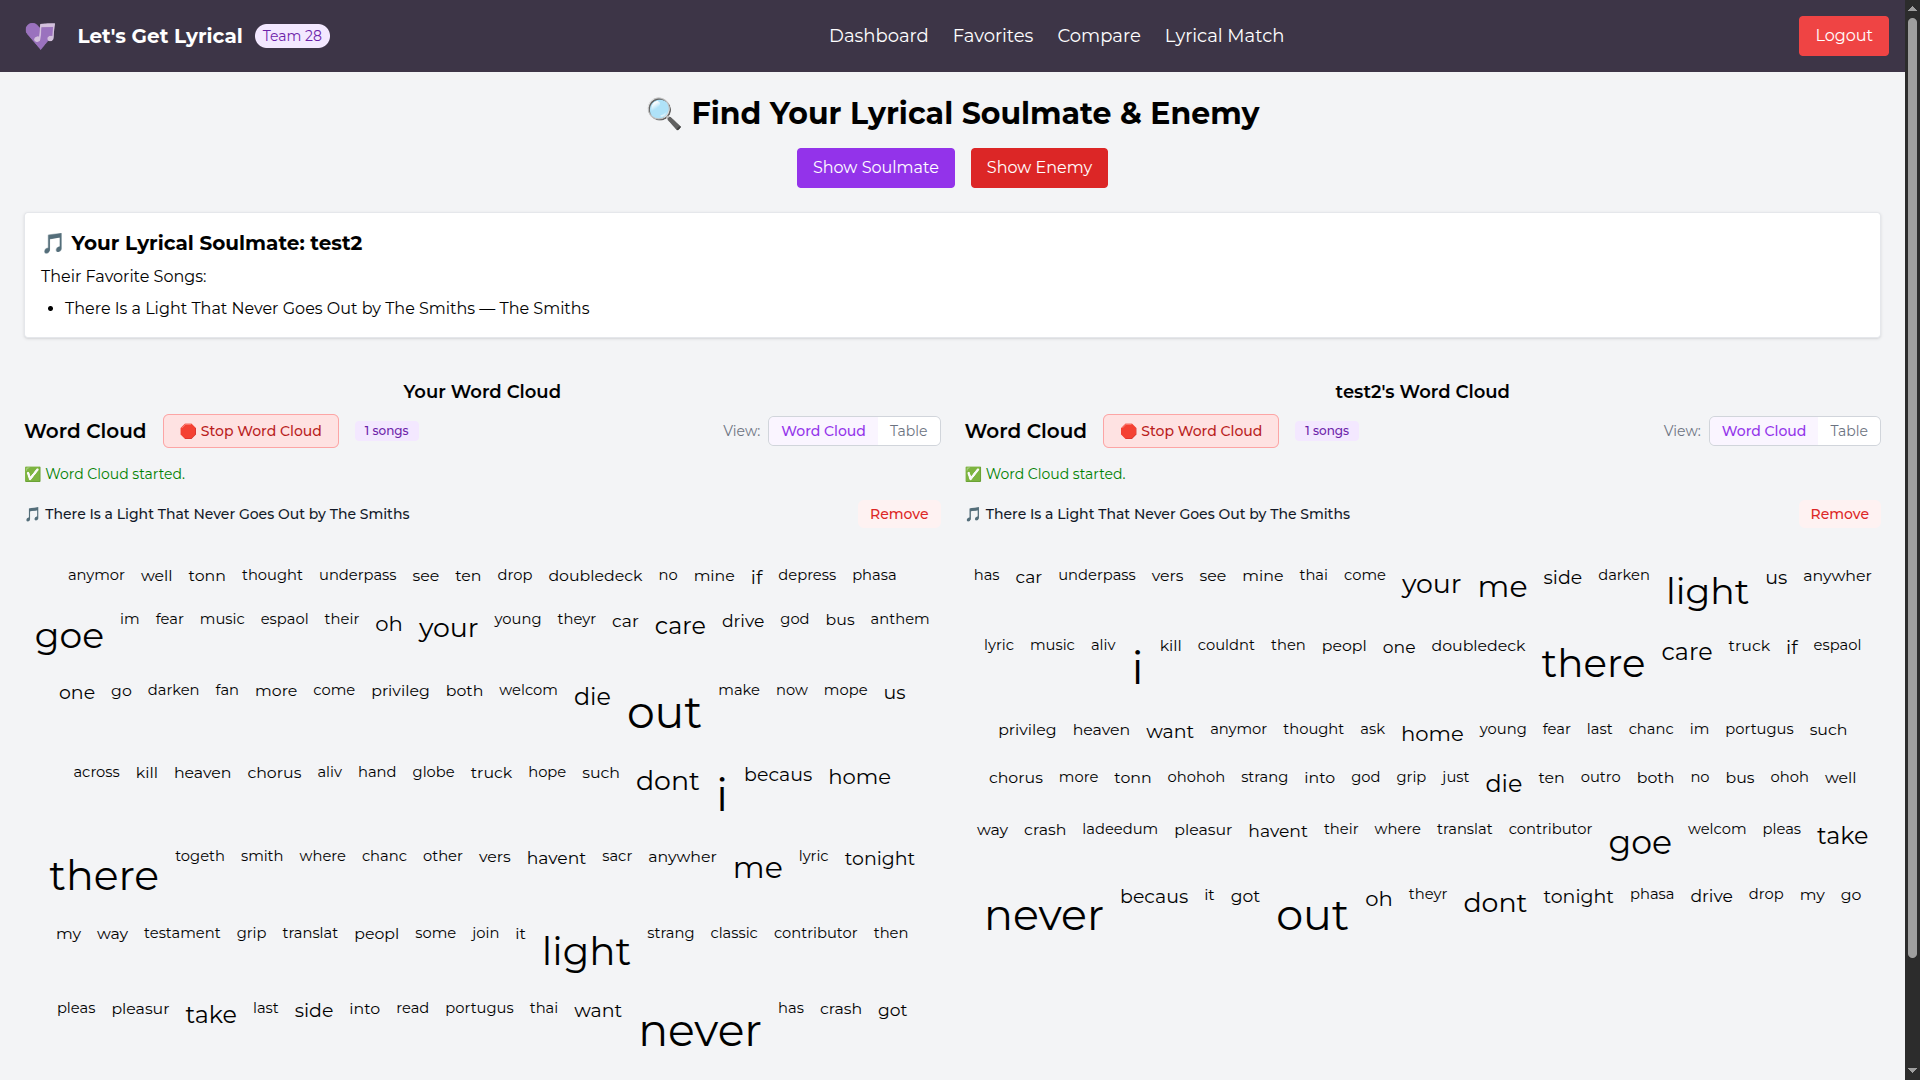 Let's Get Lyrical Team 28 Dashboard Favorites Compare Lyrical Match Logout
Find Your Lyrical Soulmate & Enemy
Show Soulmate Show Enemy
Your Lyrical Soulmate: test2
Their Favorite Songs:
• There Is a Light That Never Goes Out by The Smiths — The Smiths
Your Word Cloud
Word Cloud Stop Word Cloud 1 songs View: Word Cloud Table
Word Cloud started.
There Is a Light That Never Goes Out by The Smiths Remove
anymor well tonn thought underpass see ten drop doubledeck no mine if depress phasa
goe im fear music espaol their oh your young theyr car care drive god bus anthem
one go darken fan more come privileg both welcom die out make now mope us
across kill heaven chorus aliv hand globe truck hope such dont i becaus home
there togeth smith where chanc other vers havent sacr anywher me lyric tonight
my way testament grip translat peopl some join it light strang classic contributor then
pleas pleasur take last side into read portugus thai want never has crash got
test2's Word Cloud
Word Cloud Stop Word Cloud 1 songs View: Word Cloud Table
Word Cloud started.
There Is a Light That Never Goes Out by The Smiths Remove
has car underpass vers see mine thai come your me side darken light us anywher
lyric music aliv i kill couldnt then peopl one doubledeck there care truck if espaol
privileg heaven want anymor thought ask home young fear last chanc im portugus such
chorus more tonn ohohoh strang into god grip just die ten outro both no bus ohoh well
way crash ladeedum pleasur havent their where translat contributor goe welcom pleas take
never becaus it got out oh theyr dont tonight phasa drive drop my go